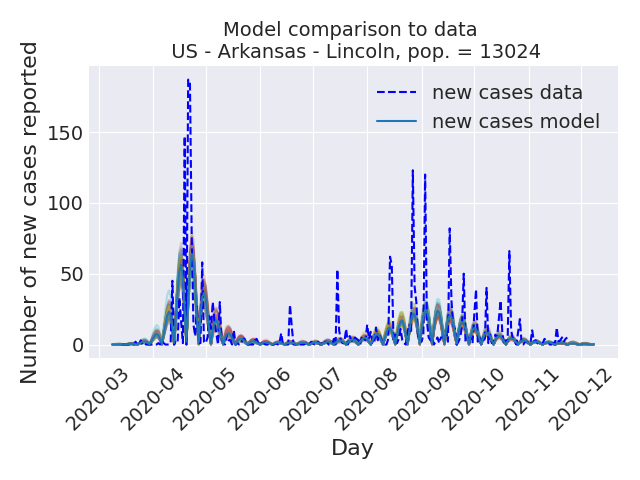 Model comparison to data
US - Arkansas - Lincoln, pop. = 13024
Number of new cases reported
150
100
50
0
new cases data
new cases model
2020-03
2020-04
2020-05
2020-06
2020-07
2020-08
2020-09
2020-10
2020-11
2020-12
Day